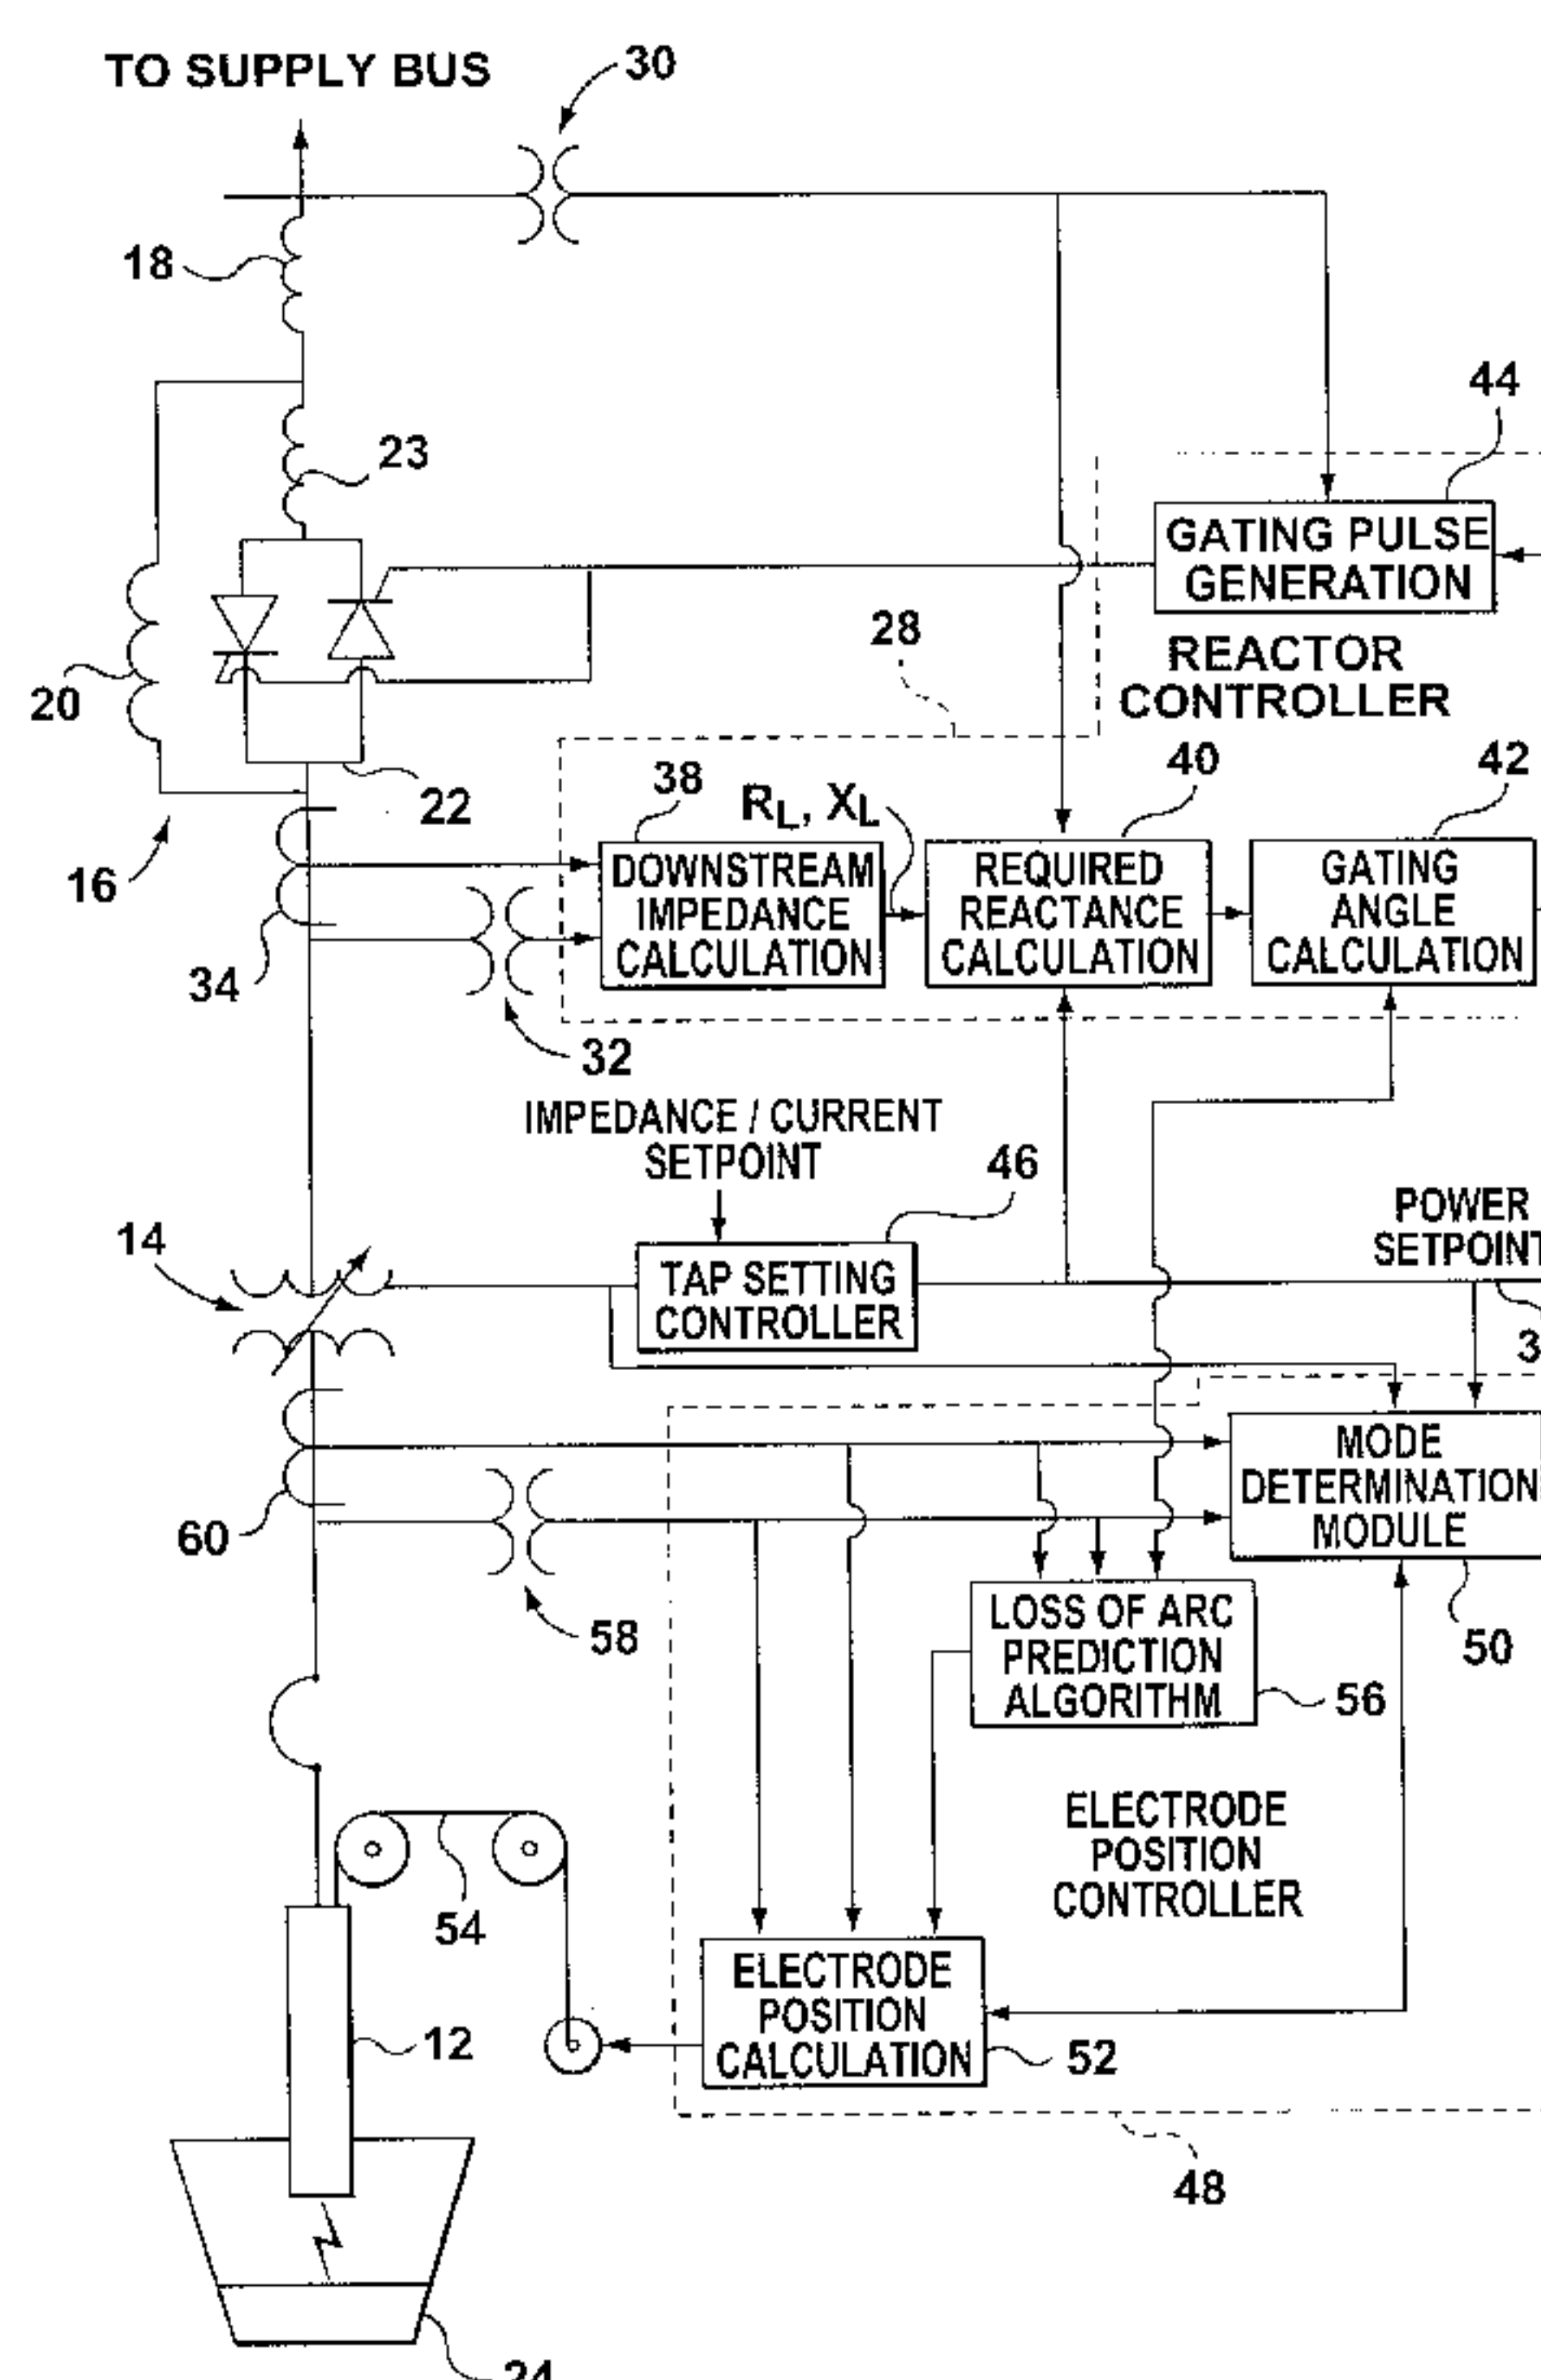 TO SUPPLY BUS
30
18
44
23
GATING PULSE
GENERATION
28
REACTOR
CONTROLLER
20
22
38
RL, XL
40
42
16
DOWNSTREAM
IMPEDANCE
CALCULATION
REQUIRED
REACTANCE
CALCULATION
GATING
ANGLE
CALCULATION
34
32
IMPEDANCE / CURRENT
SETPOINT
46
POWER
SETPOINT
14
TAP SETTING
CONTROLLER
3
MODE
DETERMINATION
MODULE
60
58
LOSS OF ARC
PREDICTION
ALGORITHM
50
56
ELECTRODE
POSITION
CONTROLLER
54
ELECTRODE
POSITION
CALCULATION
12
52
48
24